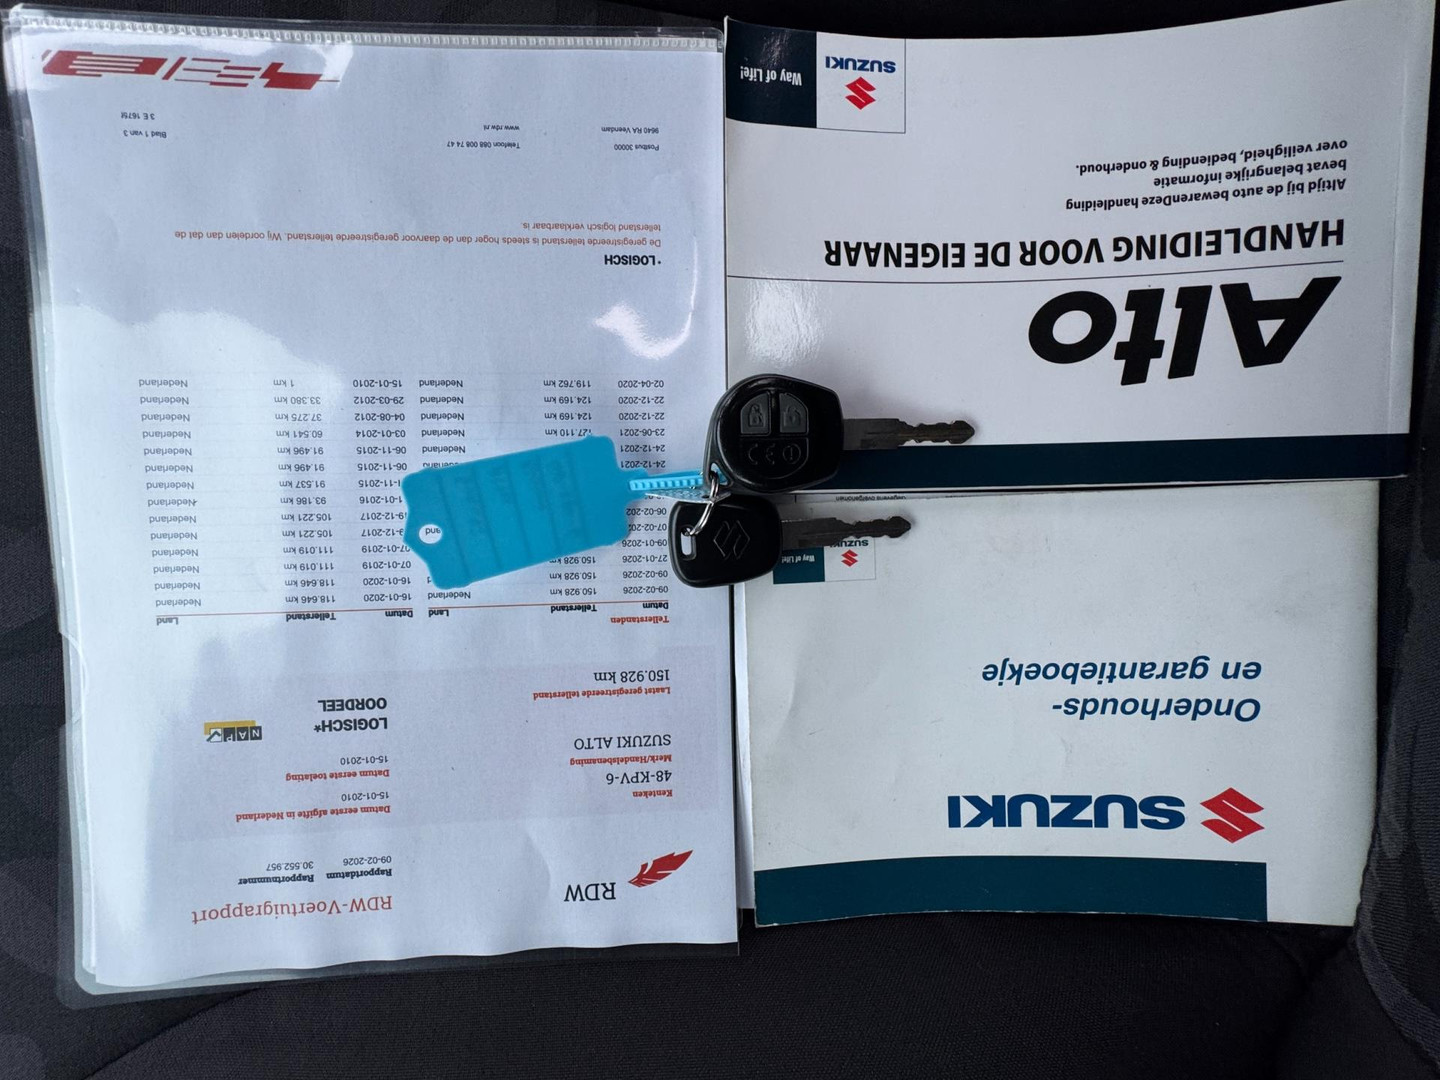 RDW
RDW-Voertuigrapport
Rapportdatum Rapportnummer
09-02-2026 30.552.957
Kenteken
48-KPV-6
Merk/Handelsbenaming
SUZUKI ALTO
Laatst geregistreerde tellerstand
150.928 km
Datum eerste afgifte in Nederland
15-01-2010
Datum eerste toelating
15-01-2010
LOGISCH*
OORDEEL
NAP
Tellerstanden
Datum Tellerstand Land Datum Tellerstand Land
09-02-2026 150.928 km Nederland 16-01-2020 118.646 km Nederland
09-02-2026 150.928 km 16-01-2020 118.646 km Nederland
27-01-2026 150.928 km 07-01-2019 111.019 km Nederland
09-01-2026 07-01-2019 111.019 km Nederland
105.221 km Nederland
105.221 km Nederland
93.186 km Nederland
91.537 km Nederland
24-12-2021 06-11-2015 91.496 km Nederland
24-12-2021 06-11-2015 91.496 km Nederland
23-06-2021 127.110 km Nederland 03-01-2014 60.541 km Nederland
22-12-2020 124.169 km Nederland 04-08-2012 37.275 km Nederland
22-12-2020 124.169 km Nederland 29-03-2012 33.380 km Nederland
02-04-2020 119.762 km Nederland 15-01-2010 1 km Nederland
* LOGISCH
De geregistreerde tellerstand is steeds hoger dan de daarvoor geregistreerde tellerstand. Wij oordelen dan dat de
tellerstand logisch verklaarbaar is.
Postbus 30000
9640 RA Veendam
Telefoon 088 008 74 47
www.rdw.nl
Blad 1 van 3
3 E 1675f
SUZUKI
Onderhouds-
en garantieboekje
Way of Life!
SUZUKI
Alto
HANDLEIDING VOOR DE EIGENAAR
Altijd bij de auto bewarenDeze handleiding
bevat belangrijke informatie
over veiligheid, bediending & onderhoud.
SUZUKI
Way of Life!
CE